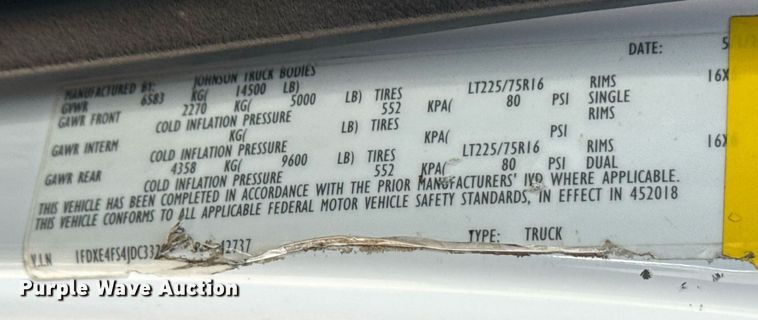 DATE: 5
MANUFACTURED BY: JOHNSON TRUCK BODIES
GVWR 6583 KG( 14500 LB)
GAWR FRONT 2270 KG( 5000 LB) TIRES LT225/75R16 RIMS 16X
COLD INFLATION PRESSURE 552 KPA( 80 PSI SINGLE
GAWR INTERM KG( LB) TIRES RIMS
COLD INFLATION PRESSURE KPA( PSI
GAWR REAR 4358 KG( 9600 LB) TIRES LT225/75R16 RIMS 16X
COLD INFLATION PRESSURE 552 KPA( 80 PSI DUAL
THIS VEHICLE HAS BEEN COMPLETED IN ACCORDANCE WITH THE PRIOR MANUFACTURERS' IVD WHERE APPLICABLE.
THIS VEHICLE CONFORMS TO ALL APPLICABLE FEDERAL MOTOR VEHICLE SAFETY STANDARDS, IN EFFECT IN 452018
V.I.N 1FDXE4FS4JDC337 42737 TYPE: TRUCK
Purple Wave Auction